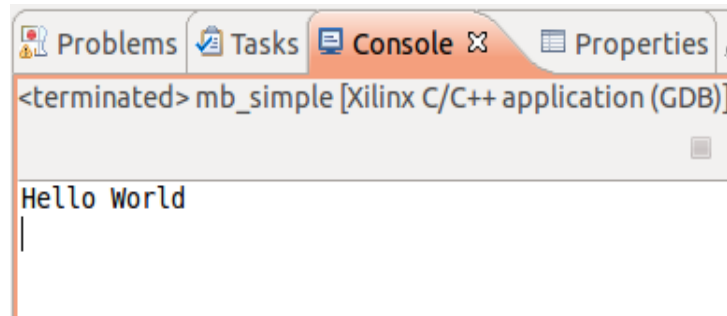 Problems Tasks Console Properties
<terminated> mb_simple [Xilinx C/C++ application (GDB)]
Hello World